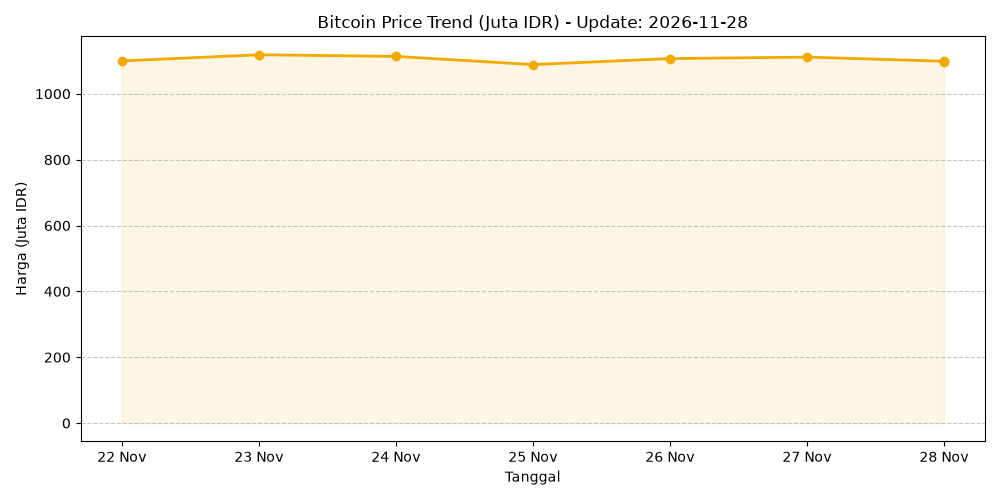 Bitcoin Price Trend (Juta IDR) - Update: 2026-11-28
Harga (Juta IDR)
1000
800
600
400
200
0
22 Nov 23 Nov 24 Nov 25 Nov 26 Nov 27 Nov 28 Nov
Tanggal